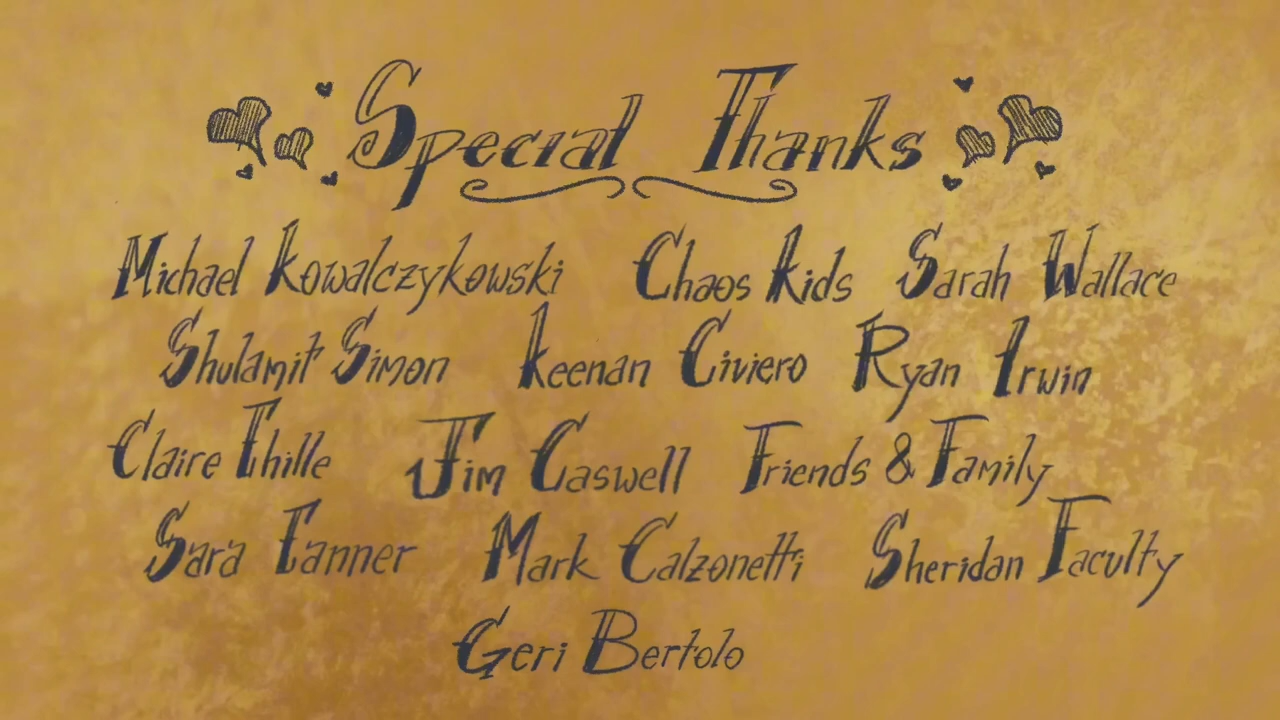 Special Thanks
Michael Kowalczykowski Chaos Kids Sarah Wallace
Shulamit Simon Keenan Civiero Ryan Irwin
Claire Thille Jim Caswell Friends & Family
Sara Tanner Mark Calzonetti Sheridan Faculty
Geri Bertolo